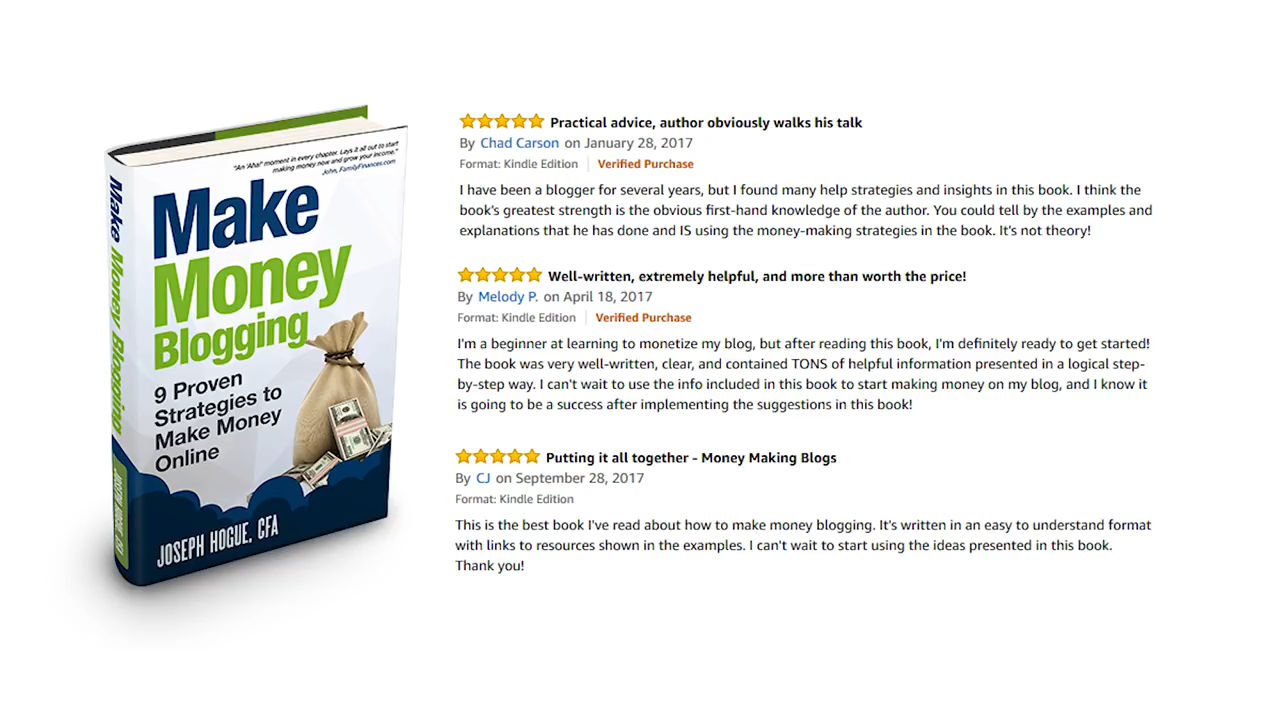 "An 'Aha!' moment in every chapter. Lays it all out to start
making money now and grow your income."
John, FamilyFinances.com
Make
Money
Blogging
9 Proven
Strategies to
Make Money
Online
JOSEPH HOGUE, CFA
Make Money Blogging
JOSEPH HOGUE, CFA
Practical advice, author obviously walks his talk
By Chad Carson on January 28, 2017
Format: Kindle Edition | Verified Purchase
I have been a blogger for several years, but I found many help strategies and insights in this book. I think the
book's greatest strength is the obvious first-hand knowledge of the author. You could tell by the examples and
explanations that he has done and IS using the money-making strategies in the book. It's not theory!
Well-written, extremely helpful, and more than worth the price!
By Melody P. on April 18, 2017
Format: Kindle Edition | Verified Purchase
I'm a beginner at learning to monetize my blog, but after reading this book, I'm definitely ready to get started!
The book was very well-written, clear, and contained TONS of helpful information presented in a logical step-
by-step way. I can't wait to use the info included in this book to start making money on my blog, and I know it
is going to be a success after implementing the suggestions in this book!
Putting it all together - Money Making Blogs
By CJ on September 28, 2017
Format: Kindle Edition
This is the best book I've read about how to make money blogging. It's written in an easy to understand format
with links to resources shown in the examples. I can't wait to start using the ideas presented in this book.
Thank you!